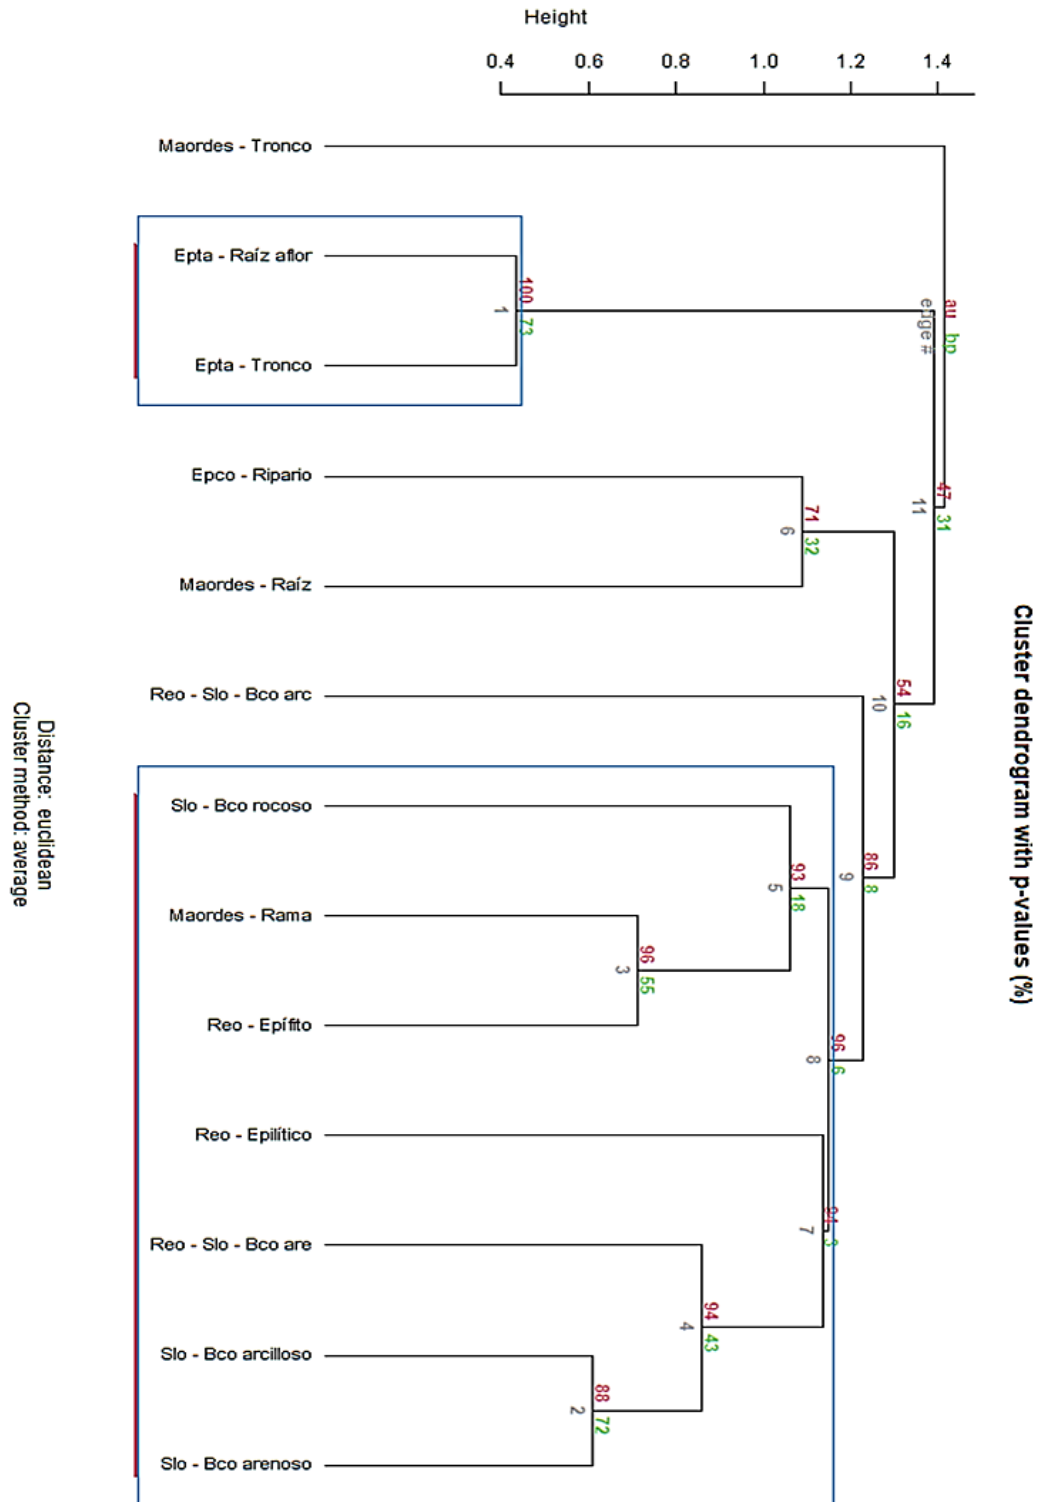 Height
0.4 0.6 0.8 1.0 1.2 1.4
Maordes - Tronco
Epta - Raíz aflor
100
1
73
au
bp
edge #
Epta - Tronco
Epco - Ripario
47
11
31
71
6
32
Maordes - Raíz
Reo - Slo - Bco arc
54
10
16
Slo - Bco rocoso
93
5
18
86
9
8
Maordes - Rama
96
3
55
Reo - Epífito
96
8
6
Reo - Epilítico
7
3
Reo - Slo - Bco are
94
4
43
Slo - Bco arcilloso
88
2
72
Slo - Bco arenoso
Cluster dendrogram with p-values (%)
Distance: euclidean
Cluster method: average